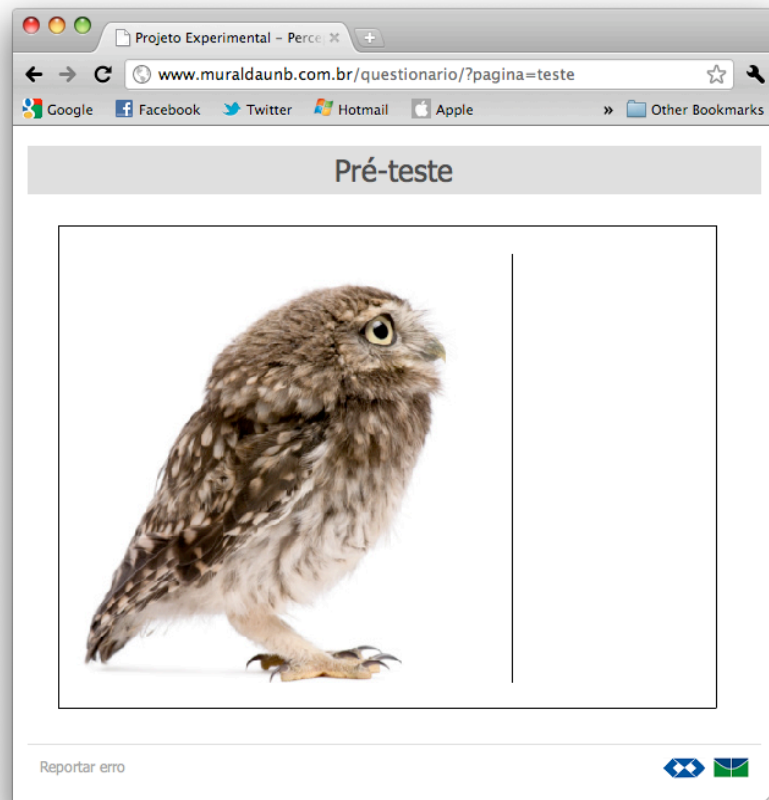 Projeto Experimental – Perce
www.muraldaunb.com.br/questionario/?pagina=teste
Google Facebook Twitter Hotmail Apple » Other Bookmarks
Pré-teste
Reportar erro